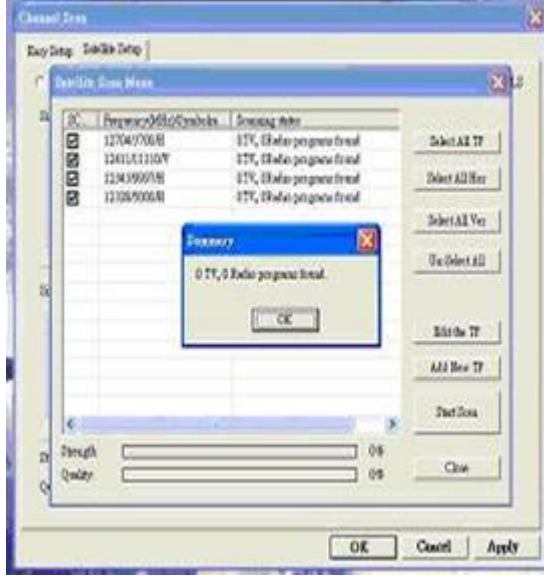 Channel Scan
Easy Setup Satellite Setup
Satellite Scan Menu
SC... Frequency(MHz)/Symbolra Scanning status
0 TV, 0 Radio programs found
0 TV, 0 Radio programs found
0 TV, 0 Radio programs found
0 TV, 0 Radio programs found
Select All TP
Select All Hor
Select All Ver
Un-Select All
Summary
0 TV, 0 Radio programs found.
OK
Edit the TP
Add New TP
Start Scan
Strength 0%
Quality 0%
Close
OK Cancel Apply